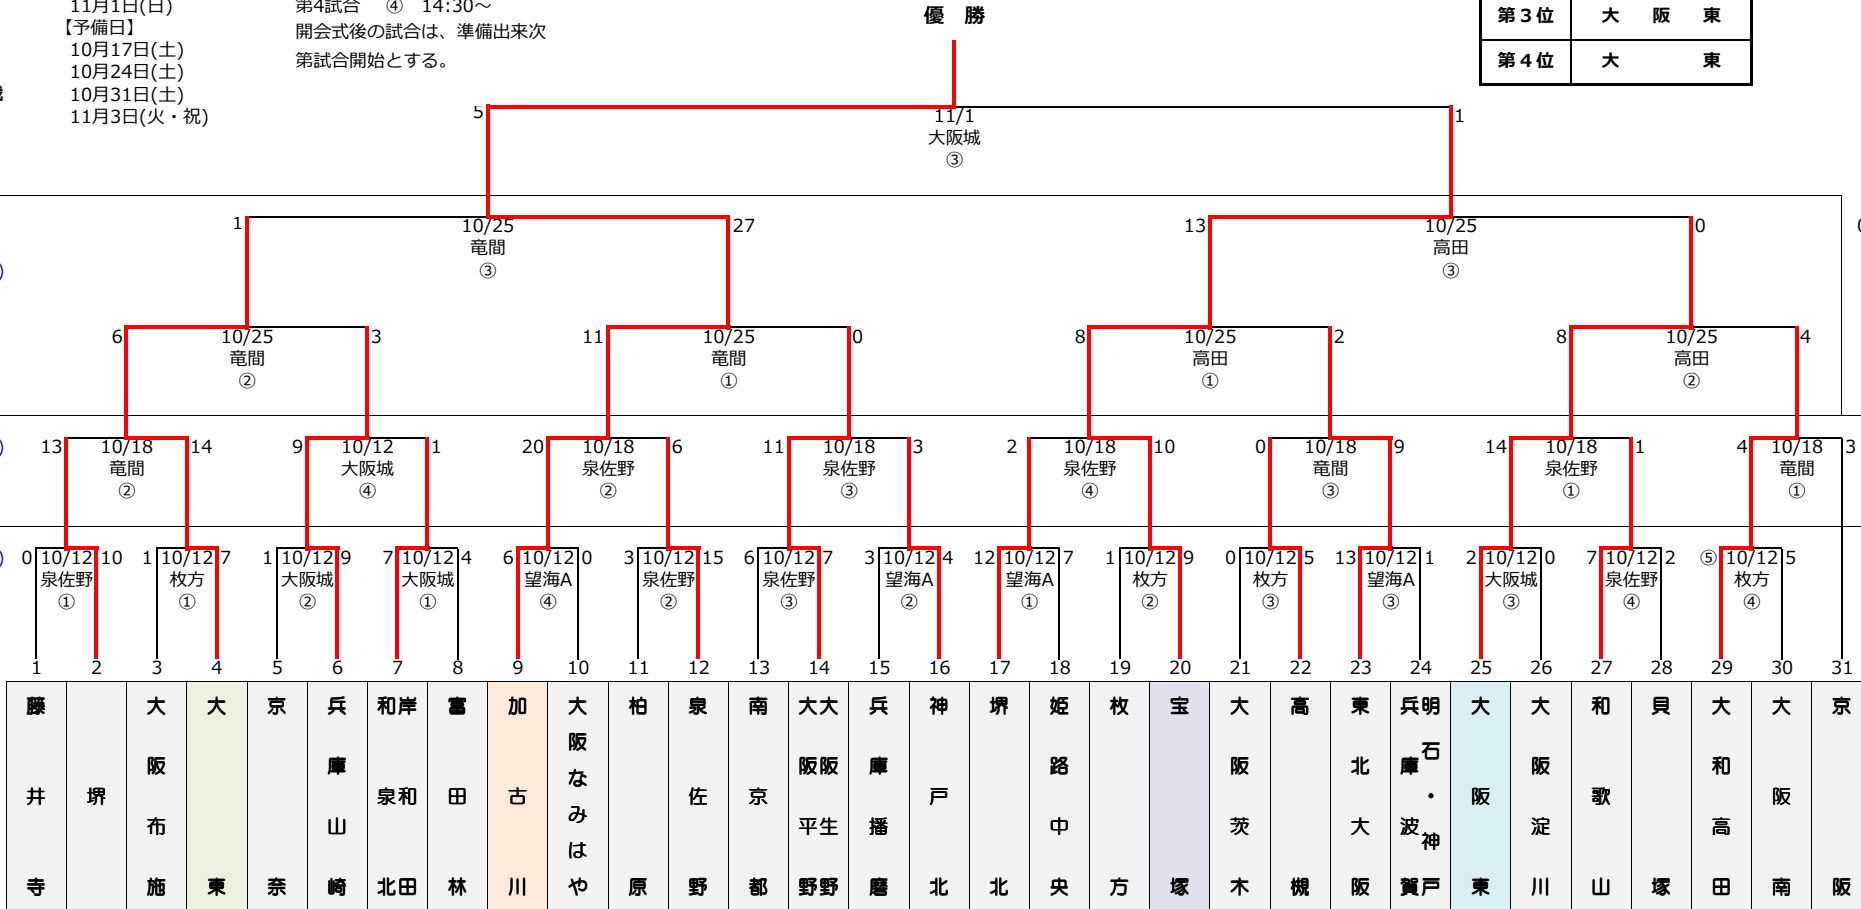 11月1日(日)
【予備日】
10月17日(土)
10月24日(土)
10月31日(土)
11月3日(火・祝)
第4試合 ④ 14:30～
開会式後の試合は、準備出来次
第試合開始とする。
優 勝
第3位 大 阪 東
第4位 大 東
5 11/1 1
大阪城
③
1 10/25 27
竜間
③
13 10/25 0
高田
③
6 10/25 3
竜間
②
11 10/25 0
竜間
①
8 10/25 2
高田
①
8 10/25 4
高田
②
13 10/18 14
竜間
②
9 10/12 1
大阪城
④
20 10/18 6
泉佐野
②
11 10/18 3
泉佐野
③
2 10/18 10
泉佐野
④
0 10/18 9
竜間
③
14 10/18 1
泉佐野
①
4 10/18 3
竜間
①
0 10/12 10
泉佐野
①
1 10/12 7
枚方
①
1 10/12 9
大阪城
②
7 10/12 4
大阪城
①
6 10/12 0
望海A
④
3 10/12 15
泉佐野
②
6 10/12 7
泉佐野
③
3 10/12 4
望海A
②
12 10/12 7
望海A
①
1 10/12 9
枚方
②
0 10/12 5
枚方
③
13 10/12 1
望海A
③
2 10/12 0
大阪城
③
7 10/12 2
泉佐野
④
⑤ 10/12 5
枚方
④
1 2 3 4 5 6 7 8 9 10 11 12 13 14 15 16 17 18 19 20 21 22 23 24 25 26 27 28 29 30 31
藤井寺
堺
大阪布施
大東
京奈
兵庫山崎
岸和田
和泉北
富田林
加古川
大阪なみはや
柏原
泉佐野
南京都
大阪生野
大阪平野
兵庫播磨
神戸北
堺北
姫路中央
枚方
宝塚
大阪茨木
高槻
東北大阪
明石・神戸
兵庫波賀
大阪東
大阪淀川
和歌山
貝塚
大和高田
大阪南
京阪